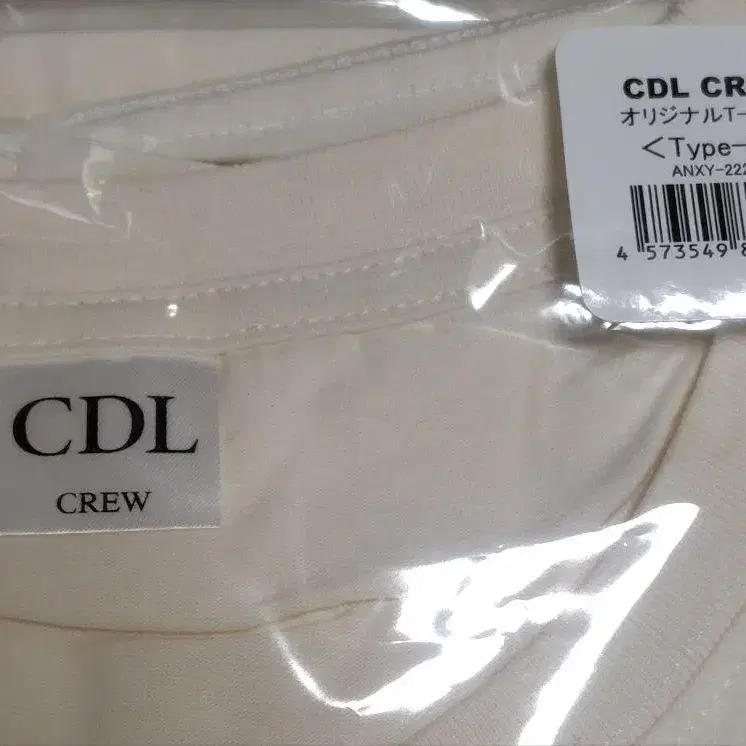 CDL CR
オリジナルT-
<Type-
ANXY-222
4 573549 8
CDL
CREW